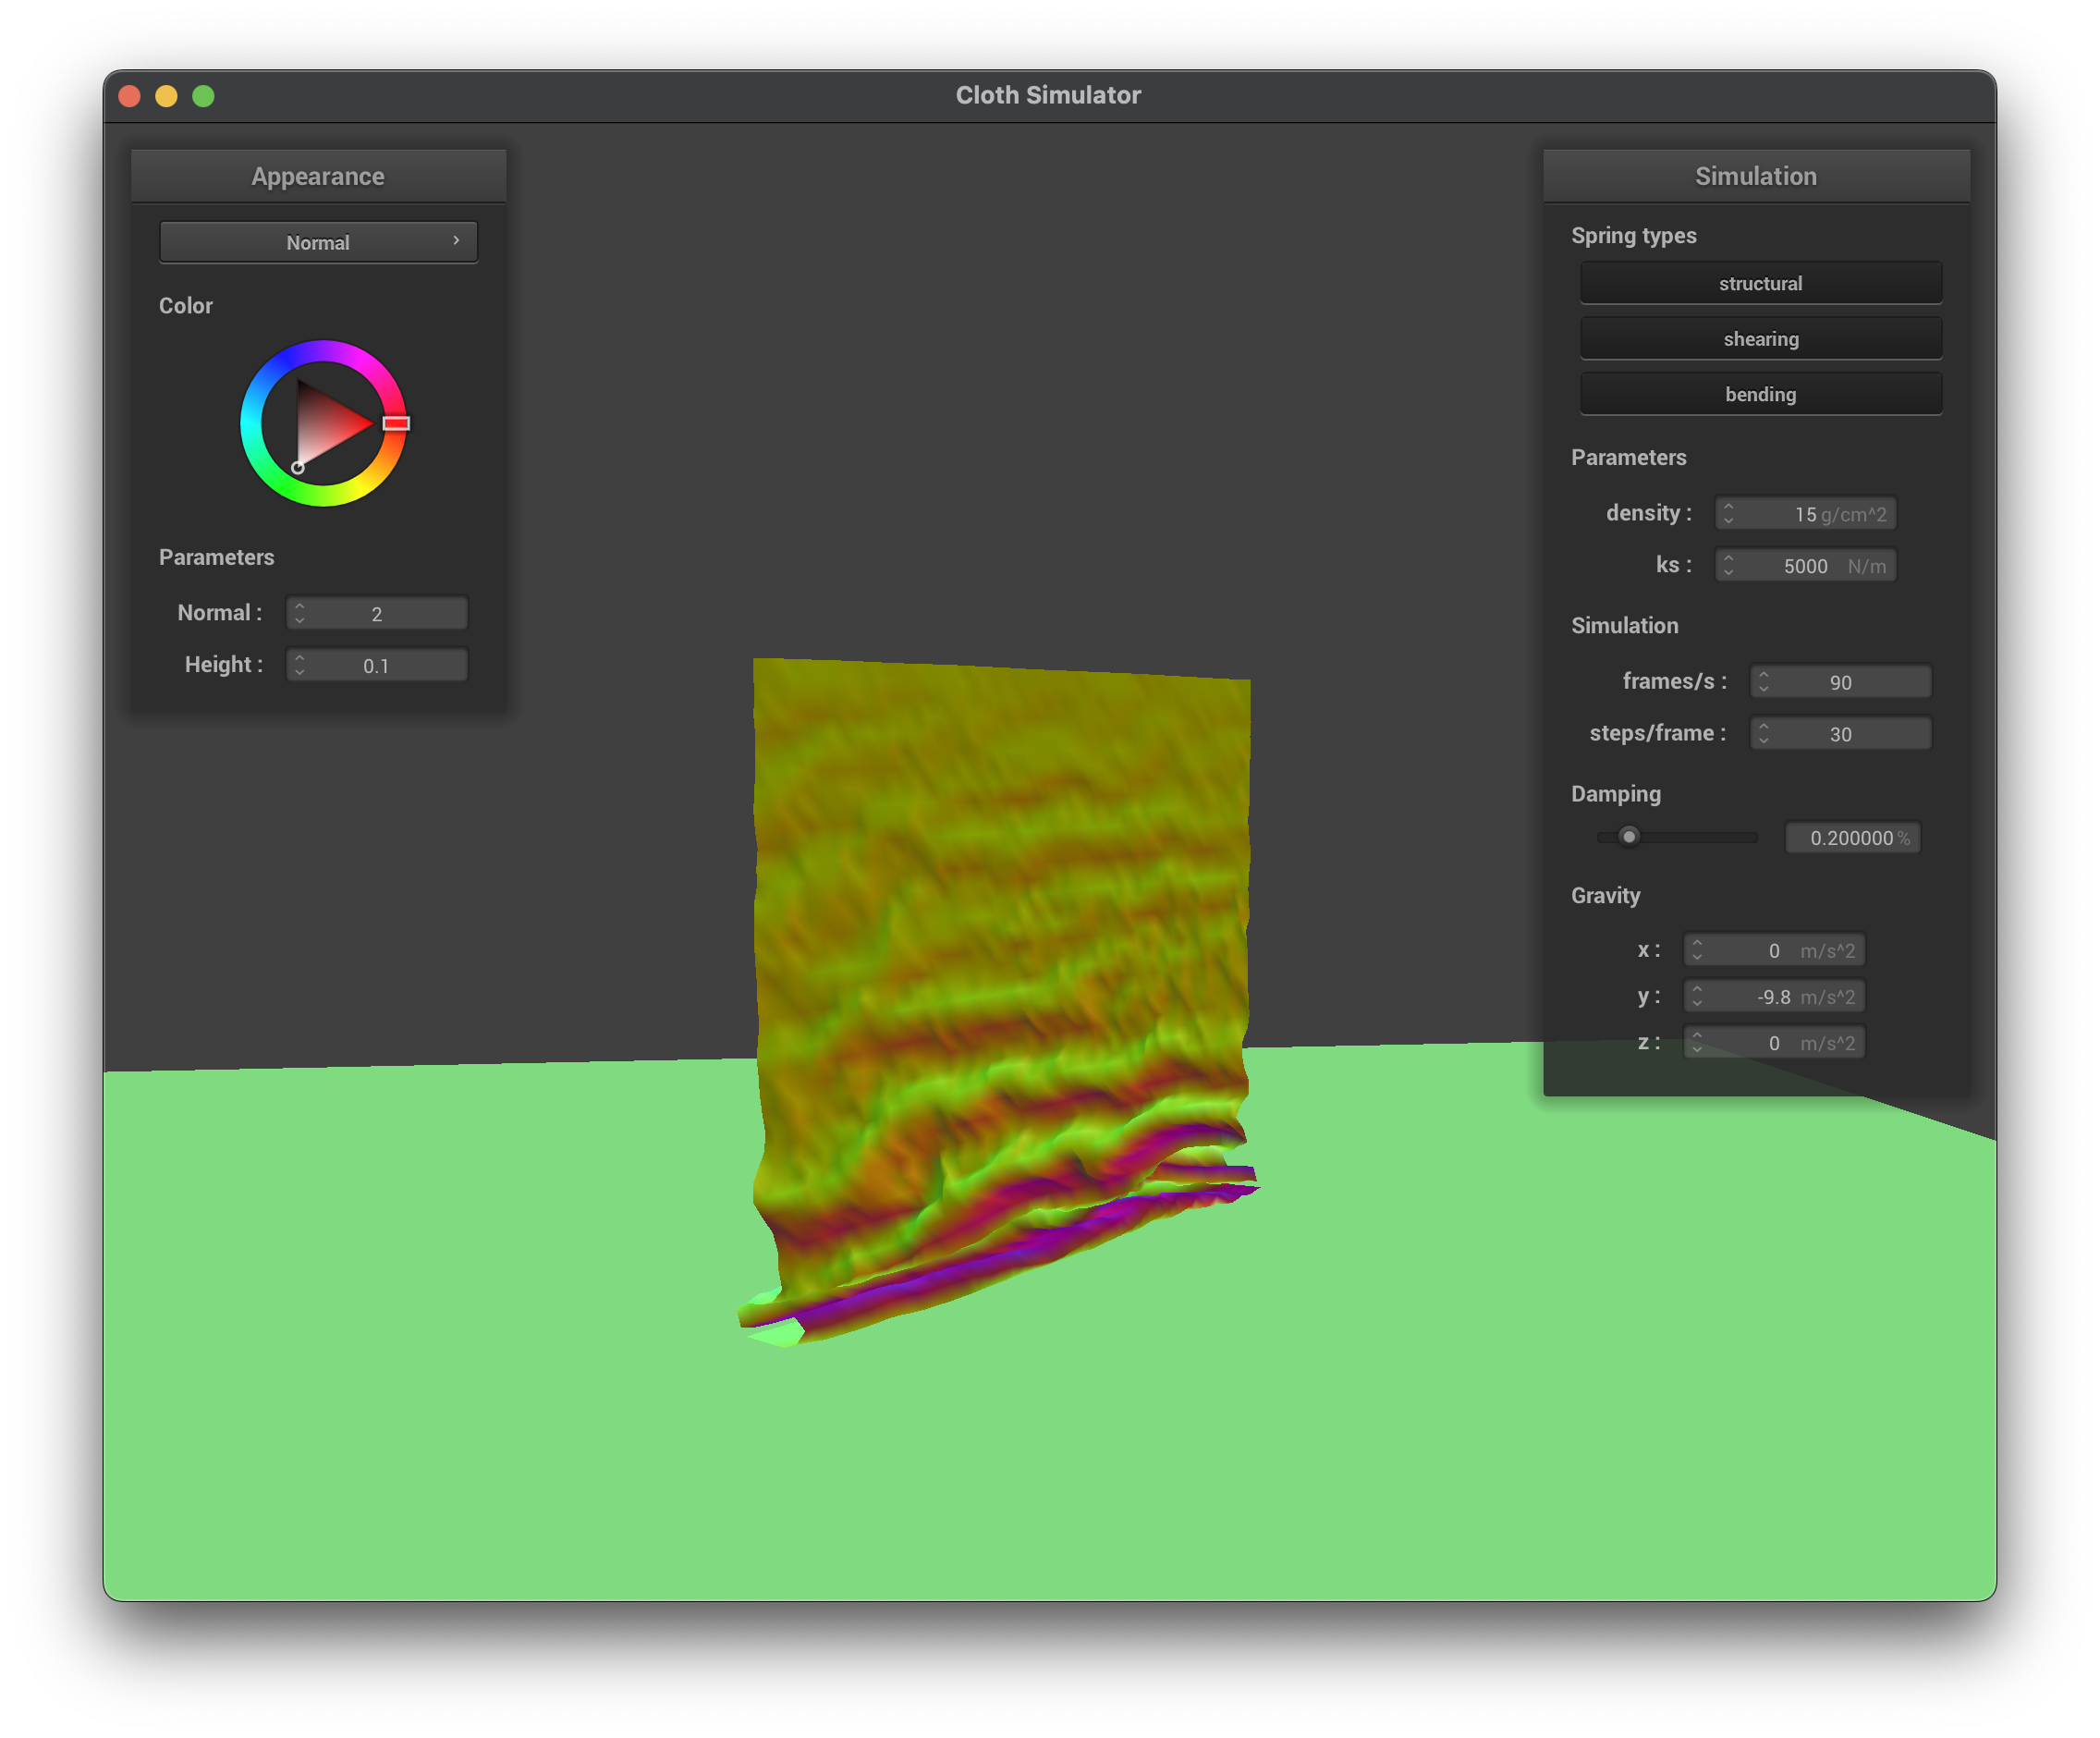 Cloth Simulator
Appearance
Normal
Color
Parameters
Normal : 2
Height : 0.1
Simulation
Spring types
structural
shearing
bending
Parameters
density : 15 g/cm^2
ks : 5000 N/m
Simulation
frames/s : 90
steps/frame : 30
Damping
0.200000 %
Gravity
x : 0 m/s^2
y : -9.8 m/s^2
z : 0 m/s^2